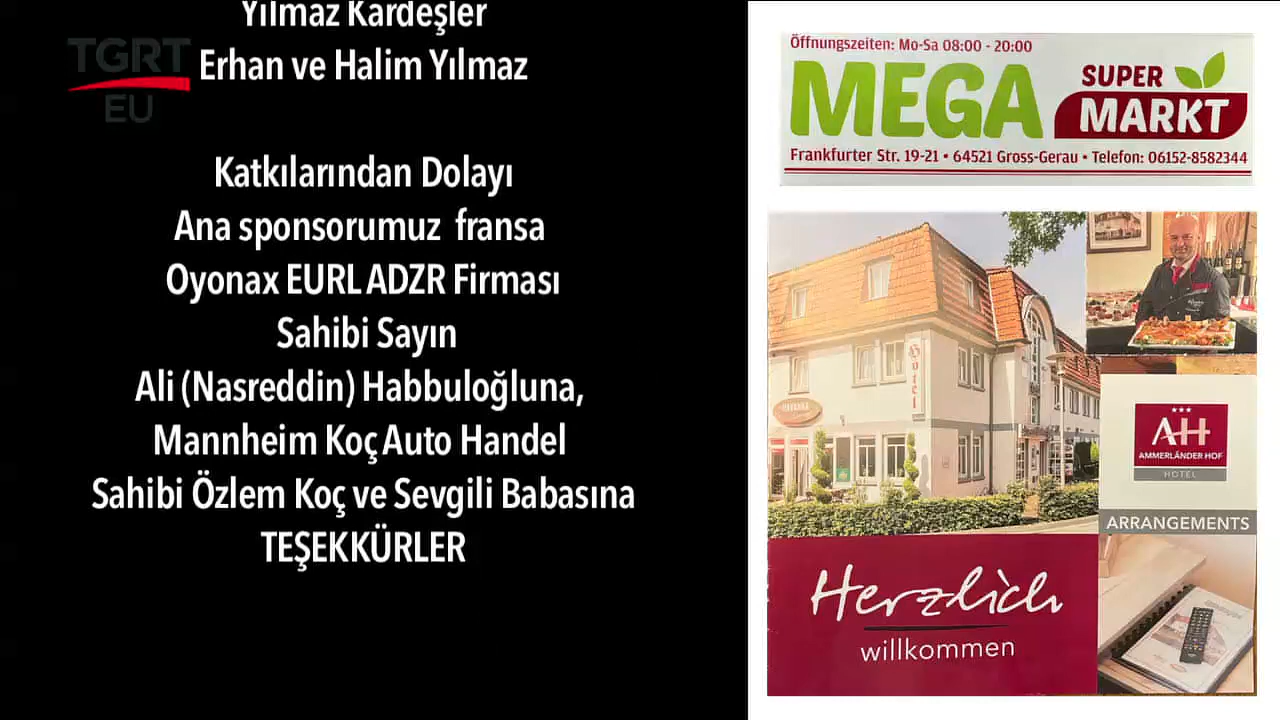 TGRT
EU
Yılmaz Kardeşler
Erhan ve Halim Yılmaz
Katkılarından Dolayı
Ana sponsorumuz fransa
Oyonax EURL ADZR Firması
Sahibi Sayın
Ali (Nasreddin) Habbuloğluna,
Mannheim Koç Auto Handel
Sahibi Özlem Koç ve Sevgili Babasına
TEŞEKKÜRLER
Öffnungszeiten: Mo-Sa 08:00 - 20:00
MEGA
SUPER
MARKT
Frankfurter Str. 19-21 • 64521 Gross-Gerau • Telefon: 06152-8582344
Hotel
AH
AMMERLÄNDER HOF
HOTEL
ARRANGEMENTS
Herzlich
willkommen